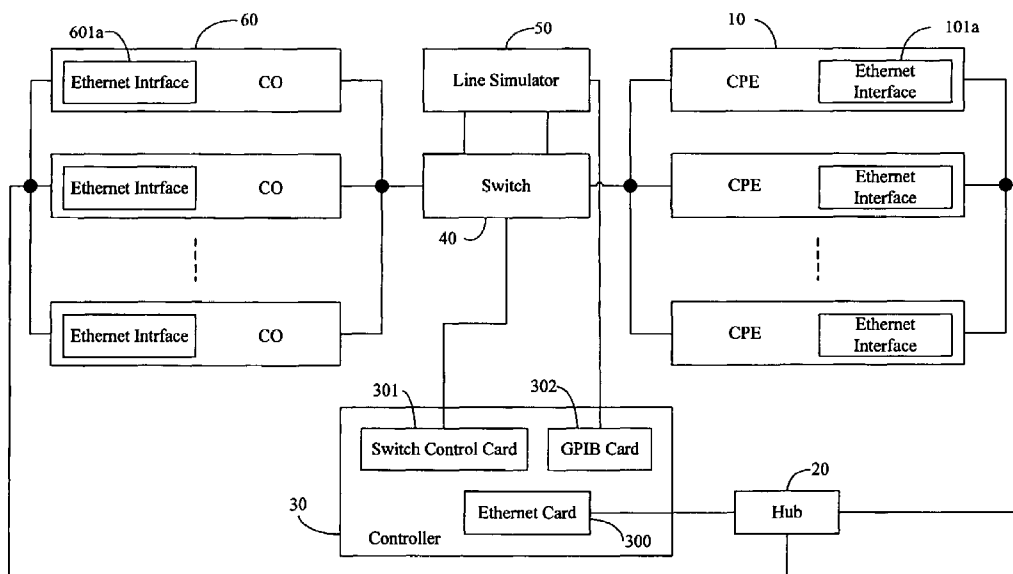 60
50
10
601a
101a
Ethernet Intrface
CO
Line Simulator
CPE
Ethernet
Interface
Ethernet Intrface
CO
Switch
CPE
Ethernet
Interface
40
Ethernet Intrface
CO
CPE
Ethernet
Interface
301
302
Switch Control Card
GPIB Card
20
30
Ethernet Card
Hub
Controller
300